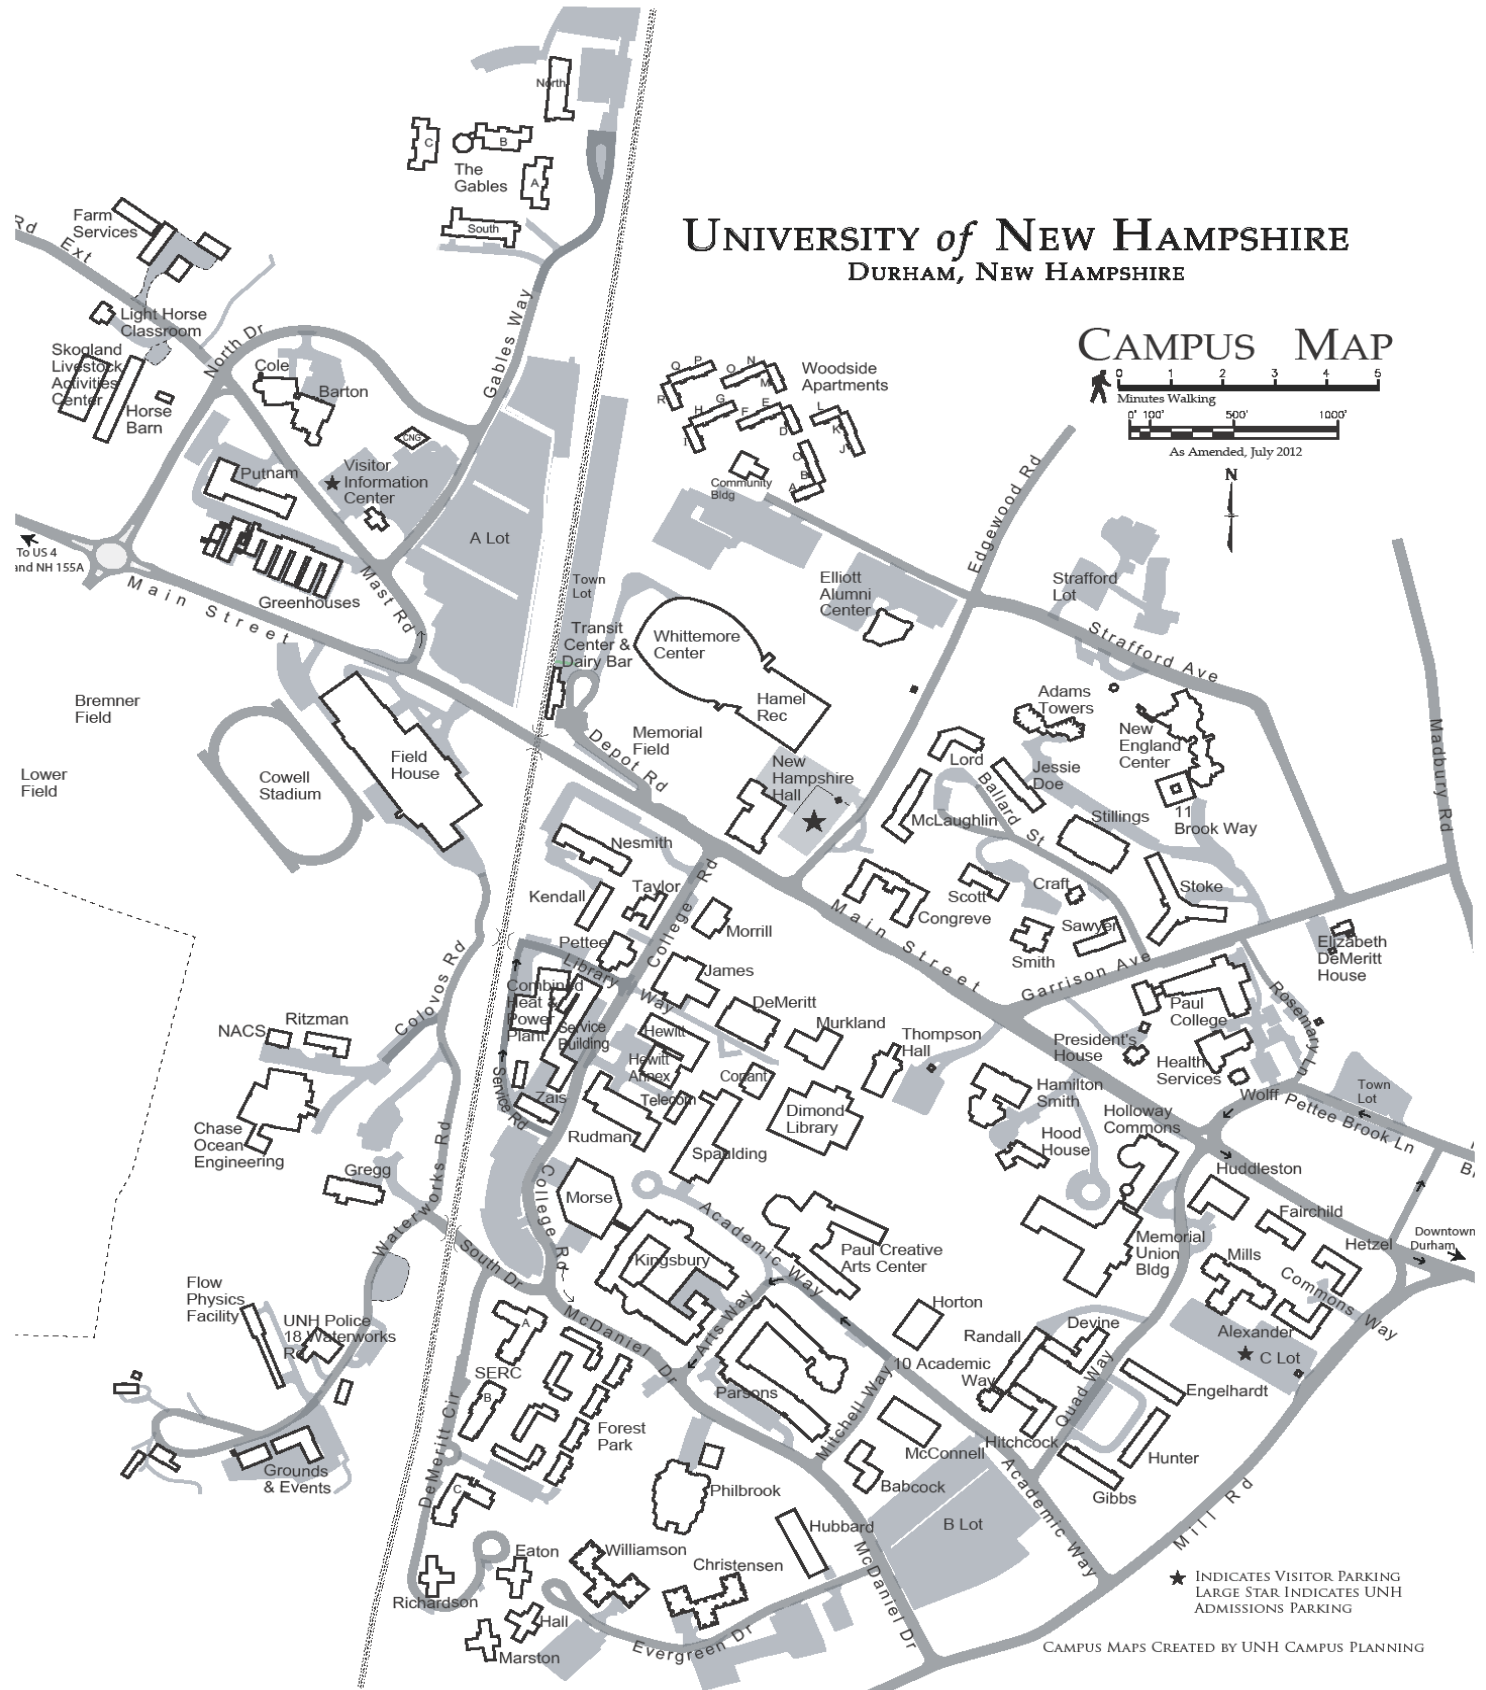 North
C
B
The
Gables
A
South
Farm
Services
Rd
Ext
UNIVERSITY of NEW HAMPSHIRE
DURHAM, NEW HAMPSHIRE
CAMPUS MAP
0 1 2 3 4 5
Minutes Walking
0' 100' 500' 1000'
As Amended, July 2012
N
Light Horse
Classroom
North Dr
Gables Way
Skogland
Livestock
Activities
Center
Horse
Barn
Cole
Barton
CNG
Putnam
Visitor
Information
Center
Q P
R
O N
M
H G
I
F E
D
L
K
J
C
B
A
Woodside
Apartments
Community
Bldg
A Lot
To US 4
and NH 155A
Main Street
Greenhouses
Mast Rd
Town
Lot
Transit
Center &
Dairy Bar
Whittemore
Center
Hamel
Rec
Elliott
Alumni
Center
Edgewood Rd
Strafford
Lot
Strafford Ave
Madbury Rd
Bremner
Field
Lower
Field
Cowell
Stadium
Field
House
Memorial
Field
Depot Rd
New
Hampshire
Hall
Adams
Towers
New
England
Center
Lord
Jessie
Doe
Ballard St
McLaughlin
Stillings
11
Brook Way
Nesmith
Kendall
Taylor
College Rd
Morrill
Pettee
Library Way
James
Congreve
Scott
Craft
Sawyer
Smith
Stoke
Main Street
Garrison Ave
Elizabeth
DeMeritt
House
Rosemary Ln
Colovos Rd
NACS
Ritzman
Combined
Heat &
Power
Plant
Service
Building
Hewitt
Hewitt
Annex
DeMeritt
Murkland
Thompson
Hall
Paul
College
President's
House
Health
Services
Wolff
Town
Lot
Pettee Brook Ln
Chase
Ocean
Engineering
Service Rd
Zais
Telecom
Conant
Rudman
Spaulding
Dimond
Library
Hamilton
Smith
Hood
House
Holloway
Commons
Huddleston
Fairchild
Hetzel
Downtown
Durham
Gregg
Waterworks Rd
South Dr
College Rd
Morse
Kingsbury
Academic Way
Paul Creative
Arts Center
Memorial
Union
Bldg
Mills
Commons Way
Alexander
C Lot
Flow
Physics
Facility
UNH Police
18 Waterworks
A
SERC
B
McDaniel Dr
Arts Way
Parsons
Horton
Randall
Devine
10 Academic
Way
Mitchell Way
Quad Way
Engelhardt
Hunter
Gibbs
Hitchcock
McConnell
Babcock
B Lot
Academic Way
Mill Rd
Forest
Park
DeMeritt Cir
C
Grounds
& Events
Philbrook
Hubbard
Williamson
Christensen
McDaniel Dr
Eaton
Richardson
Hall
Marston
Evergreen Dr
INDICATES VISITOR PARKING
LARGE STAR INDICATES UNH
ADMISSIONS PARKING
CAMPUS MAPS CREATED BY UNH CAMPUS PLANNING